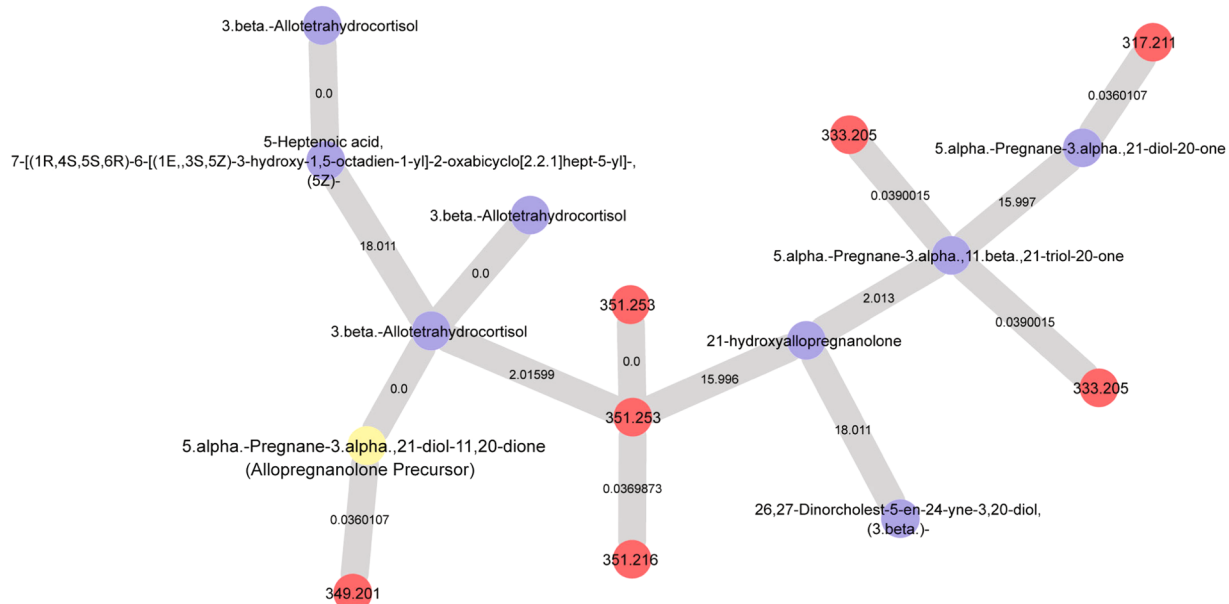 3.beta.-Allotetrahydrocortisol
317.211
0.0
0.0360107
333.205
5-Heptenoic acid,
7-[(1R,4S,5S,6R)-6-[(1E,,3S,5Z)-3-hydroxy-1,5-octadien-1-yl]-2-oxabicyclo[2.2.1]hept-5-yl]-,
(5Z)-
5.alpha.-Pregnane-3.alpha.,21-diol-20-one
0.0390015
15.997
3.beta.-Allotetrahydrocortisol
18.011
5.alpha.-Pregnane-3.alpha.,11.beta.,21-triol-20-one
0.0
2.013
351.253
0.0390015
3.beta.-Allotetrahydrocortisol
21-hydroxyallopregnanolone
0.0
2.01599
0.0
15.996
333.205
351.253
18.011
5.alpha.-Pregnane-3.alpha.,21-diol-11,20-dione
(Allopregnanolone Precursor)
0.0369873
0.0360107
26,27-Dinorcholest-5-en-24-yne-3,20-diol,
(3.beta.)-
351.216
349.201